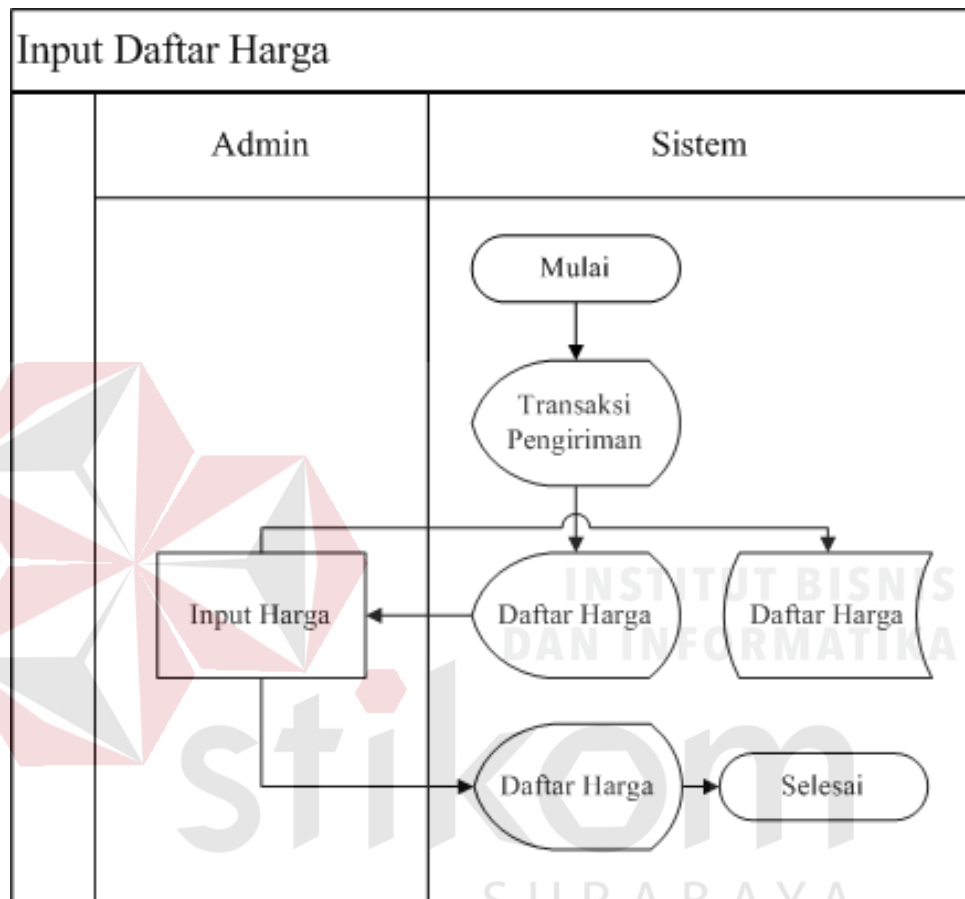 Input Daftar Harga
Admin
Sistem
Mulai
Transaksi
Pengiriman
Input Harga
Daftar Harga
Daftar Harga
INSTITUT BISNIS
DAN INFORMATIKA
Daftar Harga
Selesai
stikom
SURABAYA